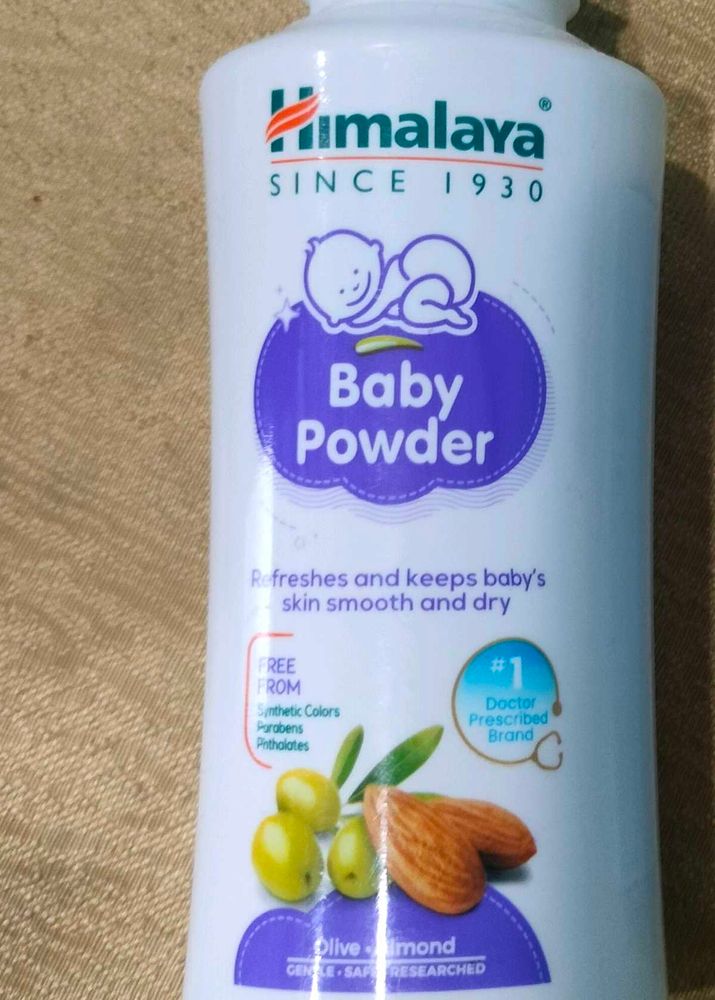 Himalaya®
SINCE 1930
Baby
Powder
Refreshes and keeps baby's
skin smooth and dry
FREE
FROM
Synthetic Colors
Parabens
Phthalates
#1
Doctor
Prescribed
Brand
Olive • Almond
GENTLE • SAFE • RESEARCHED